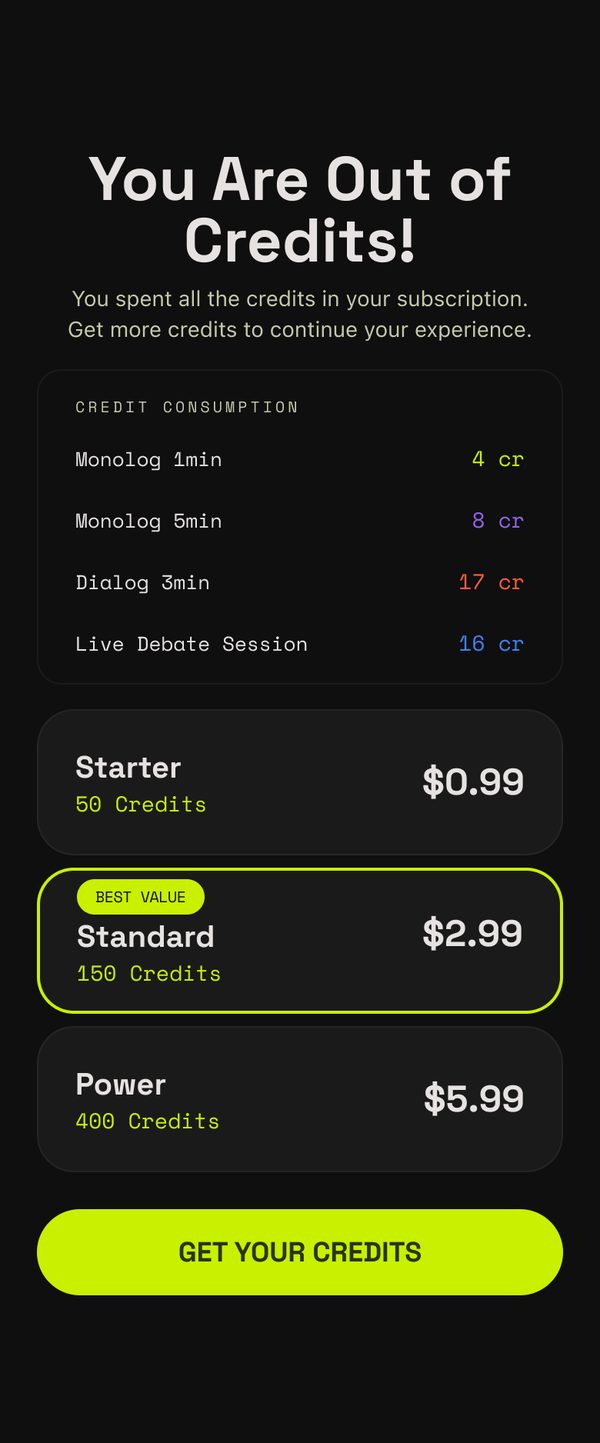 You Are Out of
Credits!
You spent all the credits in your subscription.
Get more credits to continue your experience.
CREDIT CONSUMPTION
Monolog 1min 4 cr
Monolog 5min 8 cr
Dialog 3min 17 cr
Live Debate Session 16 cr
Starter
50 Credits
$0.99
BEST VALUE
Standard
150 Credits
$2.99
Power
400 Credits
$5.99
GET YOUR CREDITS